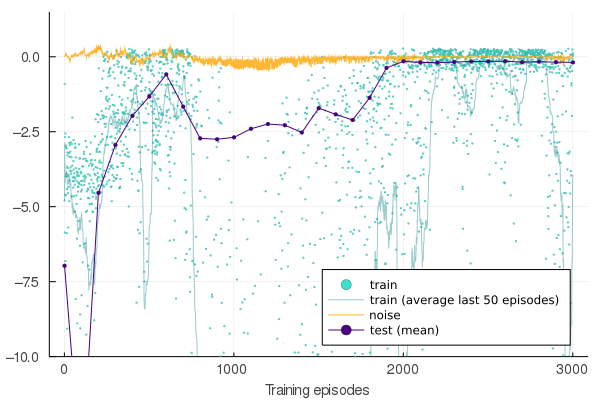 0.0
−2.5
−5.0
−7.5
−10.0
0
1000
2000
3000
Training episodes
train
train (average last 50 episodes)
noise
test (mean)